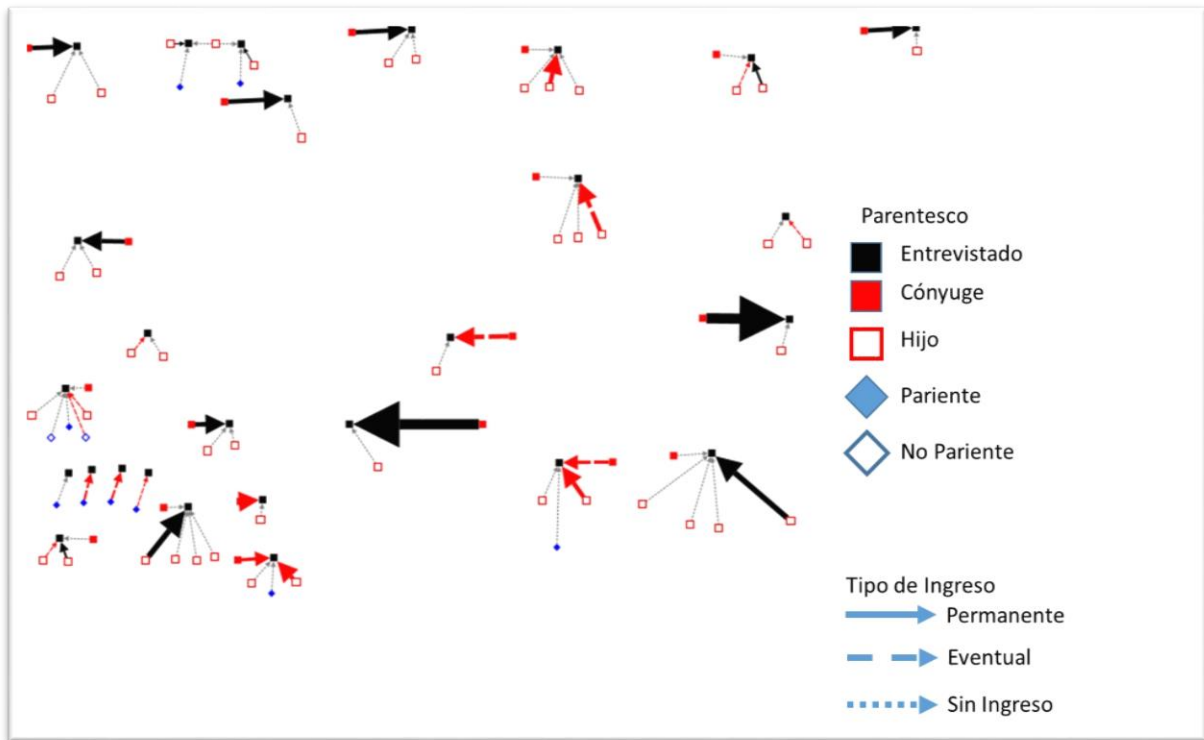 Parentesco
Entrevistado
Cónyuge
Hijo
Pariente
No Pariente
Tipo de Ingreso
Permanente
Eventual
Sin Ingreso